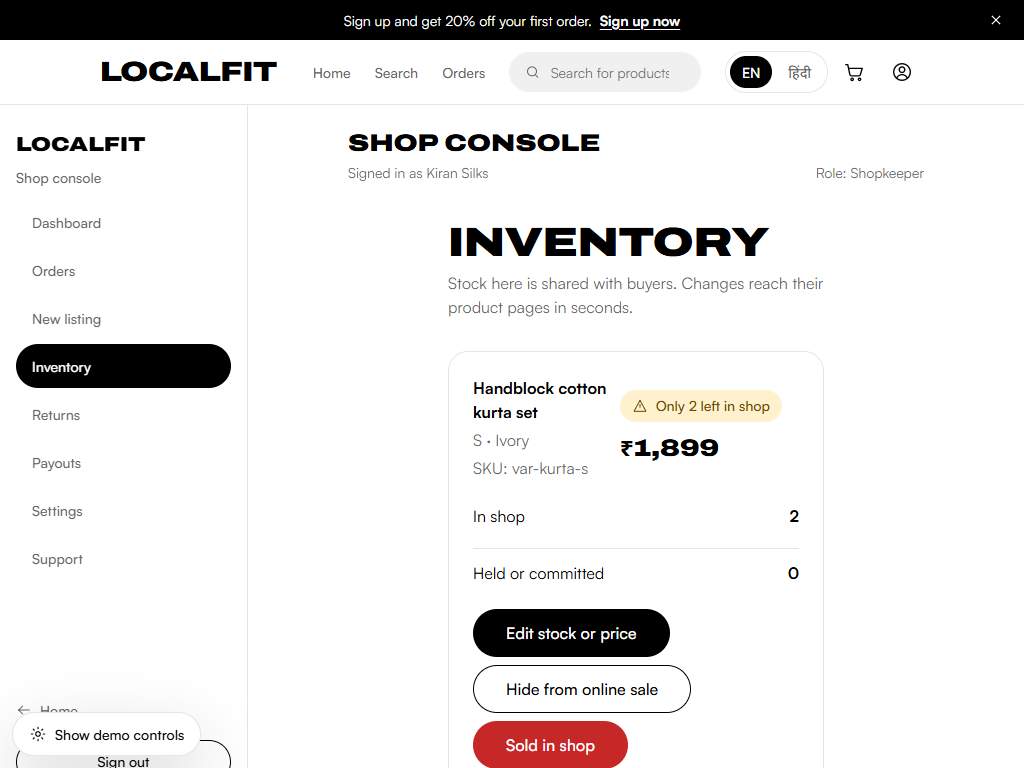 Sign up and get 20% off your first order. Sign up now
LOCALFIT
Home
Search
Orders
Search for products
EN
हिंदी
LOCALFIT
Shop console
Dashboard
Orders
New listing
Inventory
Returns
Payouts
Settings
Support
Home
Show demo controls
Sign out
SHOP CONSOLE
Signed in as Kiran Silks
Role: Shopkeeper
INVENTORY
Stock here is shared with buyers. Changes reach their
product pages in seconds.
Handblock cotton
kurta set
S · Ivory
SKU: var-kurta-s
Only 2 left in shop
₹1,899
In shop 2
Held or committed 0
Edit stock or price
Hide from online sale
Sold in shop